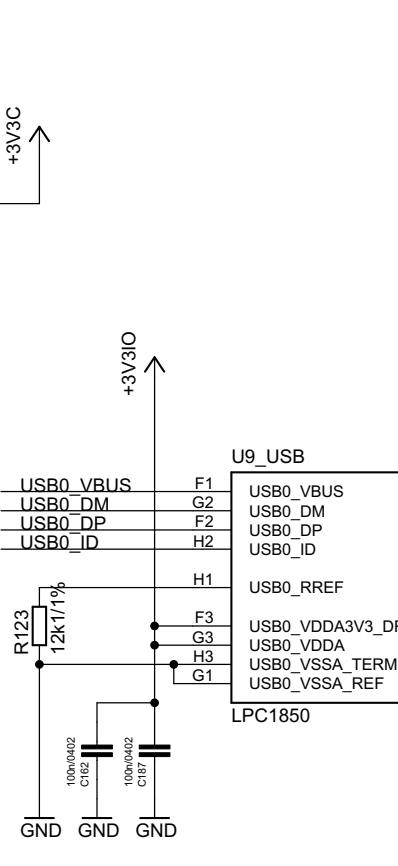 +3V3C
+3V3IO
U9_USB
USB0_VBUS F1 USB0_VBUS
USB0_DM G2 USB0_DM
USB0_DP F2 USB0_DP
USB0_ID H2 USB0_ID
H1 USB0_RREF
R123
12k1/1%
F3 USB0_VDDA3V3_DR
G3 USB0_VDDA
H3 USB0_VSSA_TERM
G1 USB0_VSSA_REF
LPC1850
100n/0402
C162
100n/0402
C187
GND GND GND